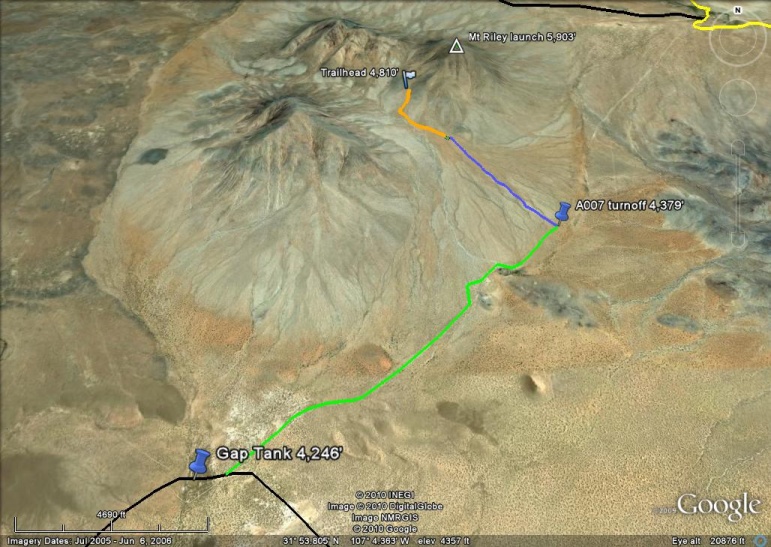 N
Mt Riley launch 5,903'
Trailhead 4,810'
A007 turnoff 4,379'
Gap Tank 4,246'
4690 ft
© 2010 INEGI
Image © 2010 DigitalGlobe
Image NMRGIS
© 2010 Google
©2009 Google
Imagery Dates: Jul 2005 - Jun 6, 2006
31° 53.805' N 107° 4.363' W elev 4357 ft
Eye alt 20876 ft